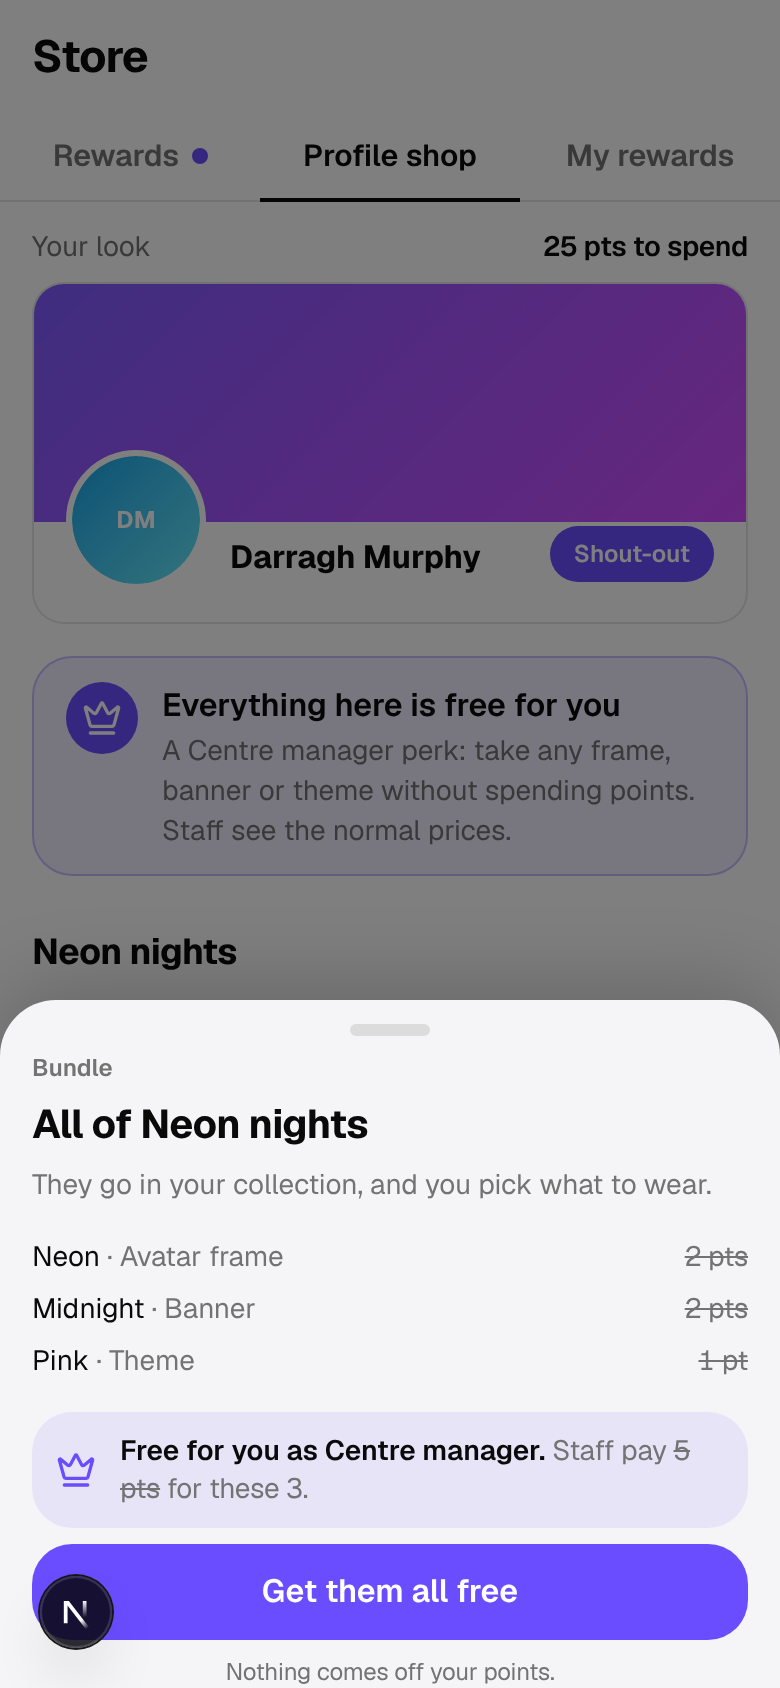 Store
Rewards
Profile shop
My rewards
Your look
25 pts to spend
DM
Darragh Murphy
Shout-out
Everything here is free for you
A Centre manager perk: take any frame,
banner or theme without spending points.
Staff see the normal prices.
Neon nights
Bundle
All of Neon nights
They go in your collection, and you pick what to wear.
Neon · Avatar frame
2 pts
Midnight · Banner
2 pts
Pink · Theme
1 pt
Free for you as Centre manager. Staff pay 5
pts for these 3.
Get them all free
N
Nothing comes off your points.